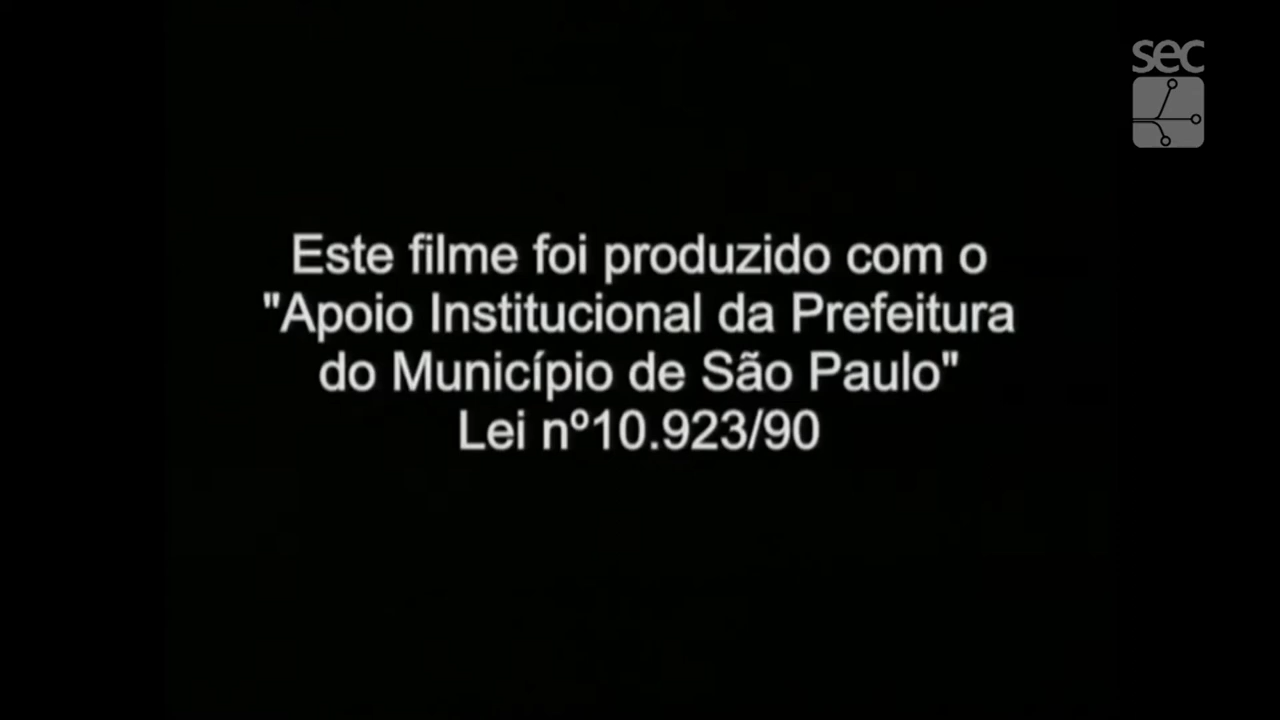 sec
Este filme foi produzido com o
"Apoio Institucional da Prefeitura
do Município de São Paulo"
Lei nº10.923/90